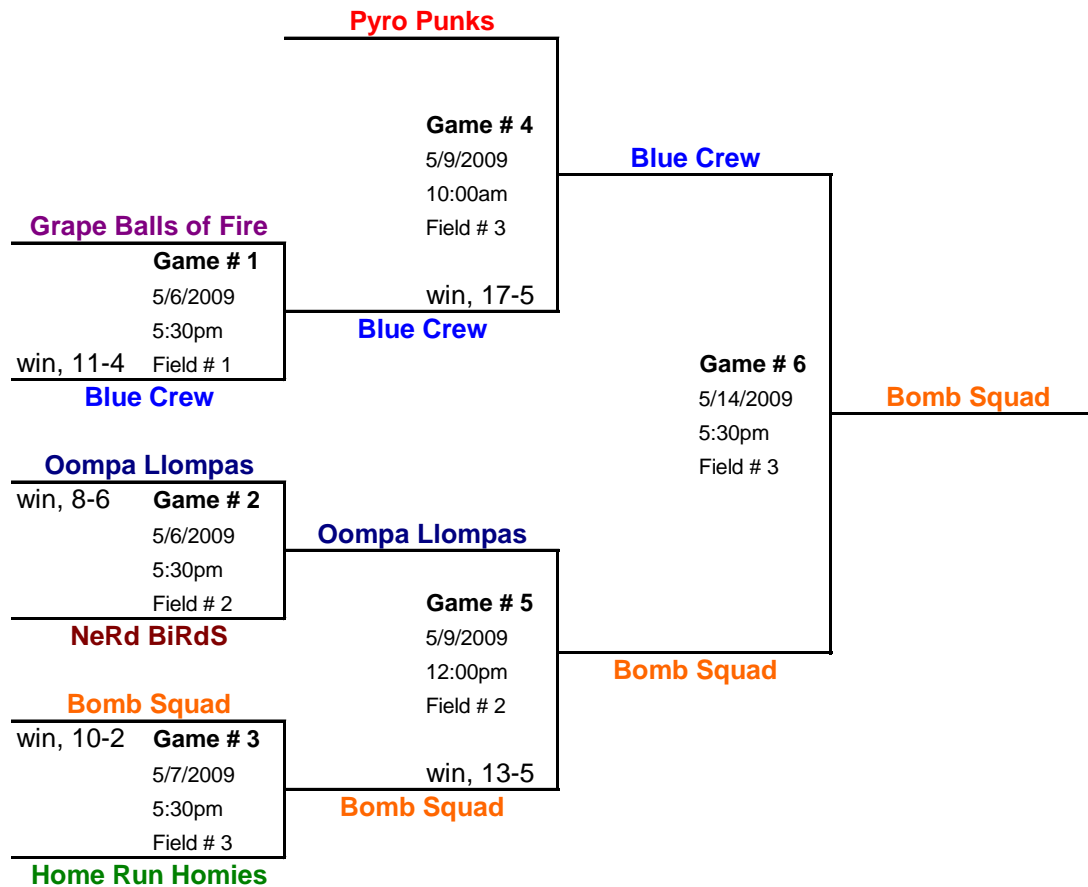 Pyro Punks
Game # 4
5/9/2009
Blue Crew
10:00am
Grape Balls of Fire
Field # 3
Game # 1
5/6/2009
win, 17-5
5:30pm
Blue Crew
win, 11-4
Field # 1
Game # 6
Blue Crew
5/14/2009
Bomb Squad
5:30pm
Oompa Llompas
Field # 3
win, 8-6
Game # 2
5/6/2009
Oompa Llompas
5:30pm
Field # 2
Game # 5
NeRd BiRdS
5/9/2009
12:00pm
Bomb Squad
Bomb Squad
Field # 2
win, 10-2
Game # 3
5/7/2009
win, 13-5
5:30pm
Bomb Squad
Field # 3
Home Run Homies